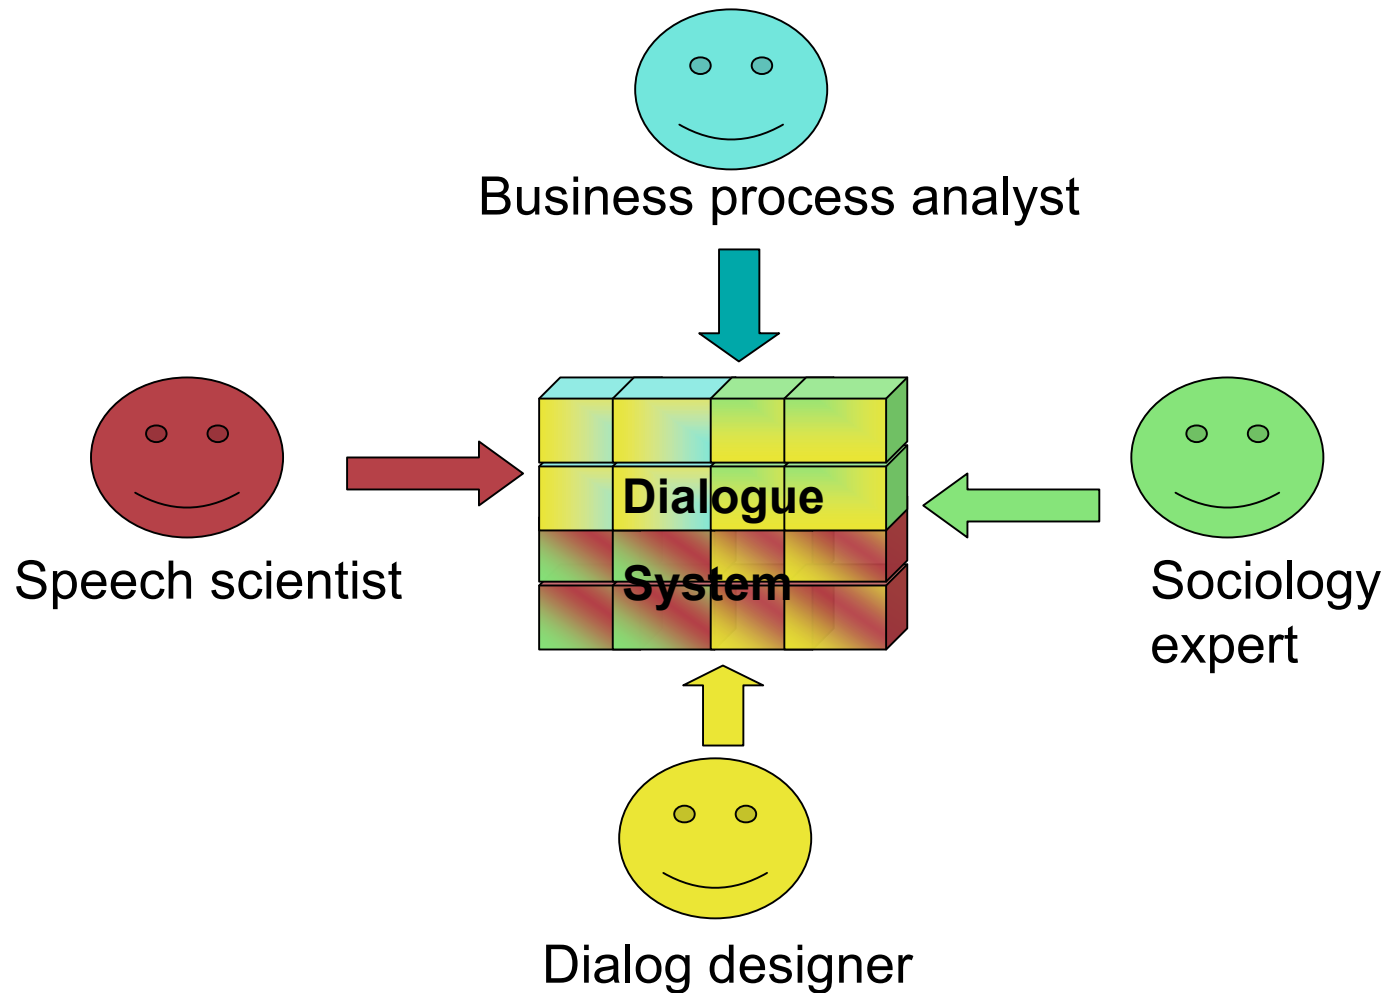 Business process analyst
Dialogue
System
Speech scientist
Sociology
expert
Dialog designer